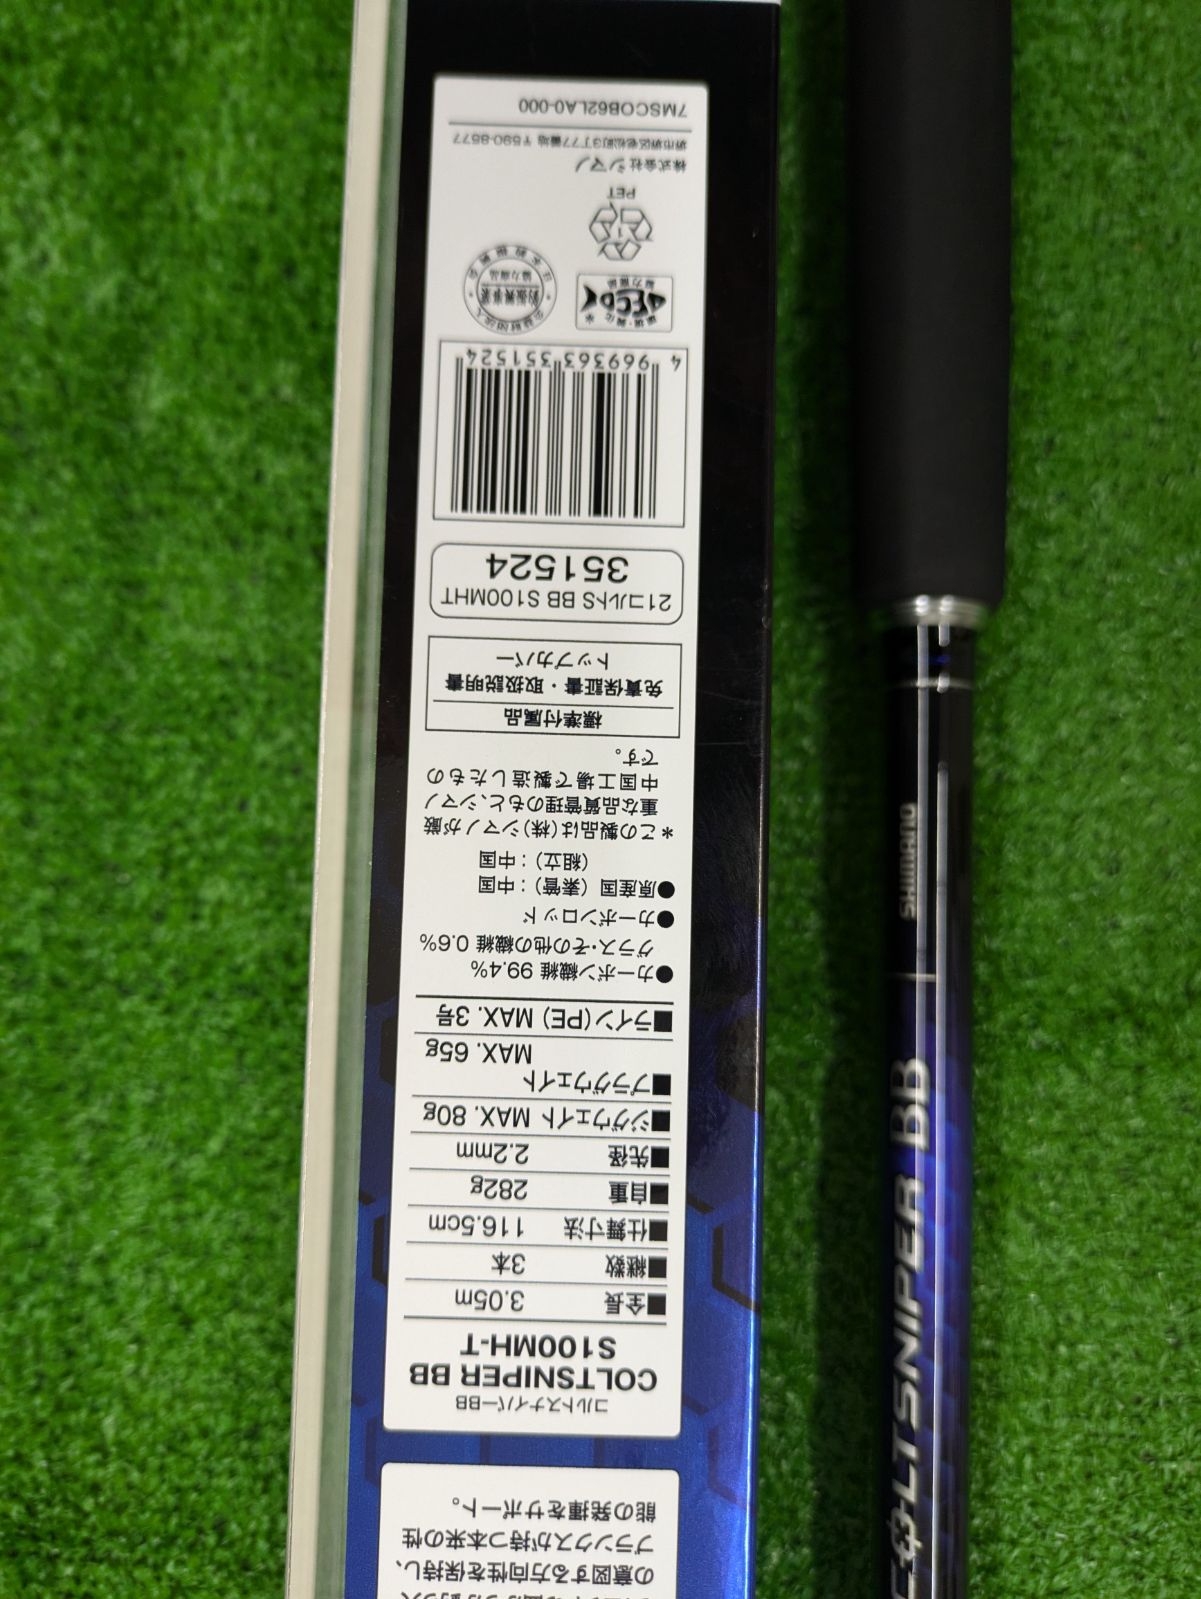 能の発揮をサポート。
ブランクスが持つ本来の性
の意図する方向性を保持し、
コルトスナイパーBB
COLTSNIPER BB
S100MH-T
■全長 3.05m
■継数 3本
■仕舞寸法 116.5cm
■自重 282g
■先径 2.2mm
■ジグウェイト MAX. 80g
■プラグウェイト
MAX. 65g
■ライン(PE) MAX. 3号
●カーボン繊維 99.4%
グラス・その他の繊維 0.6%
●カーボンロッド
●原産国（素管）：中国
（組立）：中国
*この製品は(株)シマノが厳
重な品質管理のもと、シマノ
中国工場で製造したもの
です。
標準付属品
免責保証書・取扱説明書
トップカバー
21コルトS BB S100MHT
351524
4 969363 351524
PET
株式会社シマノ
堺市堺区老松町3丁77番地 〒590-8577
7MSCOB62LA0-000
SHIMANO
COLTSNIPER BB